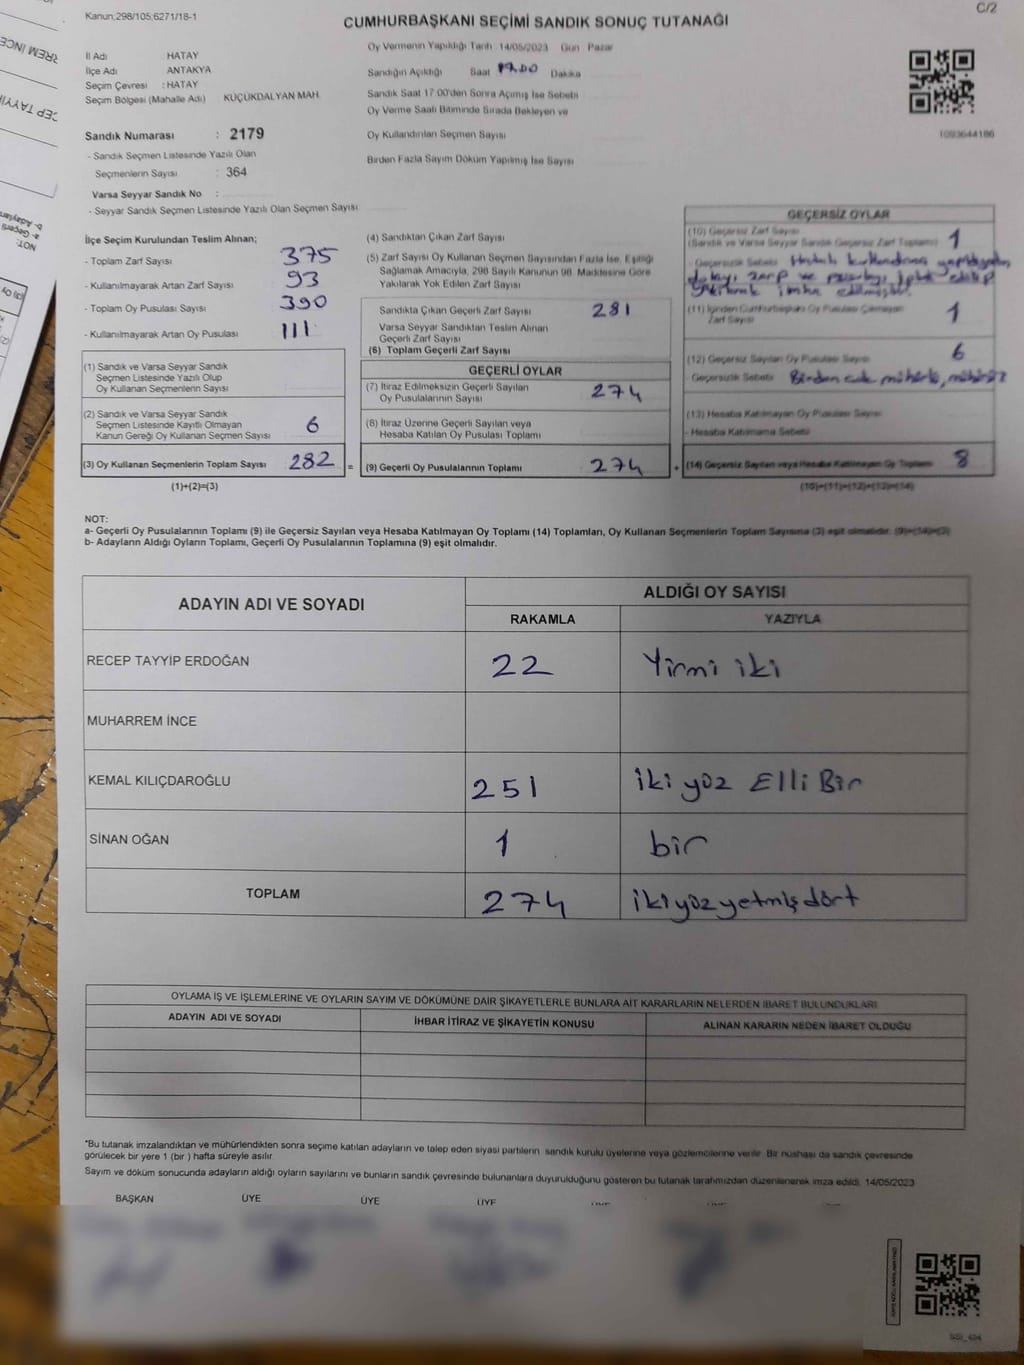 Kanun;298/105;6271/18-1
C/2
CUMHURBAŞKANI SEÇİMİ SANDIK SONUÇ TUTANAĞI
Oy Vermenin Yapıldığı Tarih :14/05/2023 Gün Pazar
İl Adı : HATAY
İlçe Adı : ANTAKYA
Seçim Çevresi : HATAY
Seçim Bölgesi (Mahalle Adı) : KÜÇÜKDALYAN MAH.
Sandığın Açıldığı Saat Dakika
Sandık Saat 17:00'den Sonra Açımış İse Sebebi
Oy Verme Saati Bitiminde Sırada Bekleyen ve
Oy Kullandırılan Seçmen Sayısı
Birden Fazla Sayım Döküm Yapılmış İse Sayısı
1093644186
Sandık Numarası : 2179
- Sandık Seçmen Listesinde Yazılı Olan
Seçmenlerin Sayısı : 364
Varsa Seyyar Sandık No :
- Seyyar Sandık Seçmen Listesinde Yazılı Olan Seçmen Sayısı
İlçe Seçim Kurulundan Teslim Alınan;
- Toplam Zarf Sayısı 375
- Kullanılmayarak Artan Zarf Sayısı 93
- Toplam Oy Pusulası Sayısı 390
- Kullanılmayarak Artan Oy Pusulası 111
(1) Sandık ve Varsa Seyyar Sandık
Seçmen Listesinde Yazılı Olup
Oy Kullanan Seçmenlerin Sayısı
(2) Sandık ve Varsa Seyyar Sandık
Seçmen Listesinde Kayıtlı Olmayan
Kanun Gereği Oy Kullanan Seçmen Sayısı 6
(3) Oy Kullanan Seçmenlerin Toplam Sayısı 282 =
(1)+(2)=(3)
(4) Sandıktan Çıkan Zarf Sayısı
(5) Zarf Sayısı Oy Kullanan Seçmen Sayısından Fazla İse, Eşitliği
Sağlamak Amacıyla, 298 Sayılı Kanunun 98. Maddesine Göre
Yakılarak Yok Edilen Zarf Sayısı
Sandıkta Çıkan Geçerli Zarf Sayısı 281
Varsa Seyyar Sandıktan Teslim Alınan
Geçerli Zarf Sayısı
(6) Toplam Geçerli Zarf Sayısı
GEÇERLİ OYLAR
(7) İtiraz Edilmeksizin Geçerli Sayılan
Oy Pusulalarının Sayısı 274
(8) İtiraz Üzerine Geçerli Sayılan veya
Hesaba Katılan Oy Pusulası Toplamı
(9) Geçerli Oy Pusulalarının Toplamı 274 +
GEÇERSİZ OYLAR
(10) Geçersiz Zarf Sayısı
(Sandık ve Varsa Seyyar Sandık Geçersiz Zarf Toplamı) 1
- Geçersizlik Sebebi Hatalı kullandırma
imha edilmiştir.
(11) İçinden Cumhurbaşkanı Oy Pusulası Çıkmayan
Zarf Sayısı 1
(12) Geçersiz Sayılan Oy Pusulası Sayısı 6
- Geçersizlik Sebebi Birden çok mühürlü, mühürsüz
(13) Hesaba Katılmayan Oy Pusulası Sayısı
- Hesaba Katılmama Sebebi
(14) Geçersiz Sayılan veya Hesaba Katılmayan Oy Toplamı 8
(10)+(11)+(12)+(13)=(14)
NOT:
a- Geçerli Oy Pusulalarının Toplamı (9) ile Geçersiz Sayılan veya Hesaba Katılmayan Oy Toplamı (14) Toplamları, Oy Kullanan Seçmenlerin Toplam Sayısına (3) eşit olmalıdır. (9)+(14)=(3)
b- Adayların Aldığı Oyların Toplamı, Geçerli Oy Pusulalarının Toplamına (9) eşit olmalıdır.
ADAYIN ADI VE SOYADI
ALDIĞI OY SAYISI
RAKAMLA YAZIYLA
RECEP TAYYİP ERDOĞAN 22 Yirmi iki
MUHARREM İNCE
KEMAL KILIÇDAROĞLU 251 iki yüz Elli Bir
SİNAN OĞAN 1 bir
TOPLAM 274 ikiyüzyetmişdört
OYLAMA İŞ VE İŞLEMLERİNE VE OYLARIN SAYIM VE DÖKÜMÜNE DAİR ŞİKAYETLERLE BUNLARA AİT KARARLARIN NELERDEN İBARET BULUNDUKLARI
ADAYIN ADI VE SOYADI İHBAR İTİRAZ VE ŞİKAYETİN KONUSU ALINAN KARARIN NEDEN İBARET OLDUĞU
*Bu tutanak imzalandıktan ve mühürlendikten sonra seçime katılan adayların ve talep eden siyasi partilerin sandık kurulu üyelerine veya gözlemcilerine verilir. Bir nüshası da sandık çevresinde
görülecek bir yere 1 (bir ) hafta süreyle asılır.
Sayım ve döküm sonucunda adayların aldığı oyların sayılarını ve bunların sandık çevresinde bulunanlara duyurulduğunu gösteren bu tutanak tarafımızdan düzenlenerek imza edildi. 14/05/2023
BAŞKAN ÜYE ÜYE ÜYE